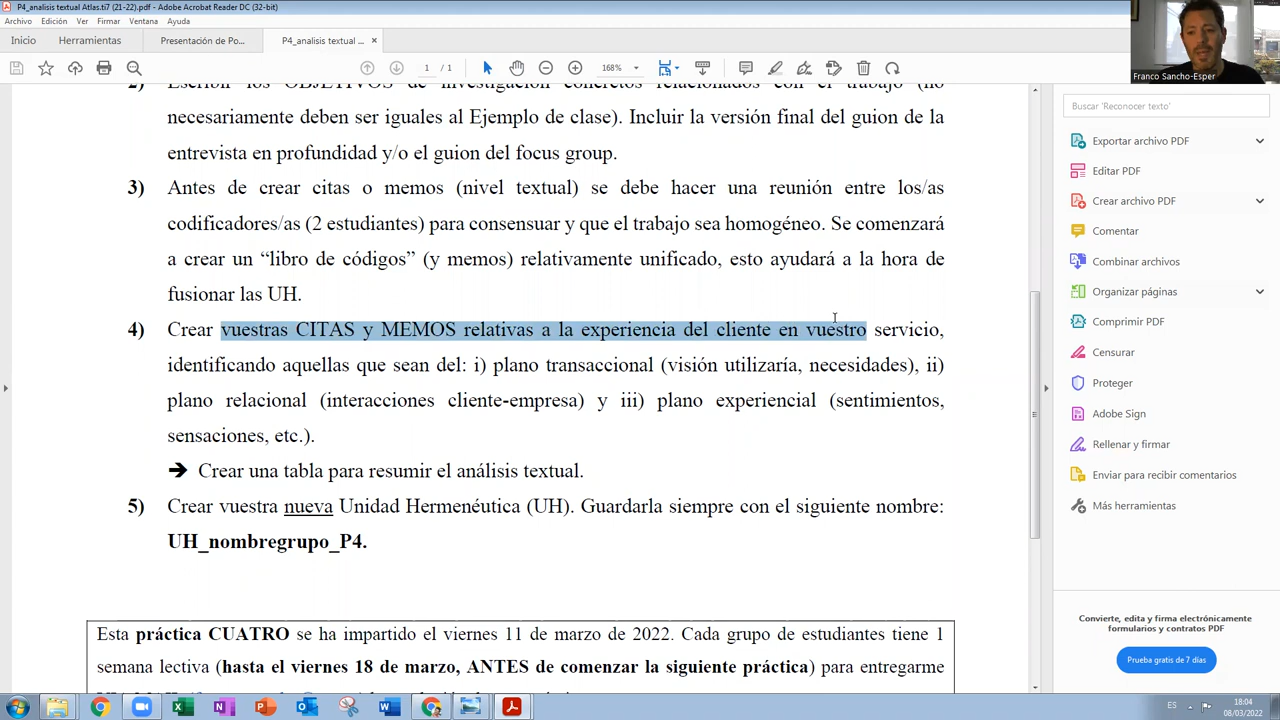 P4_analisis textual Atlas.ti7 (21-22).pdf - Adobe Acrobat Reader DC (32-bit)
Archivo Edición Ver Firmar Ventana Ayuda
Inicio Herramientas Presentación de Po... P4_analisis textual ... ×
1 / 1 168%
Franco Sancho-Esper
2) Escribir los OBJETIVOS de investigación concretos relacionados con el trabajo (no
necesariamente deben ser iguales al Ejemplo de clase). Incluir la versión final del guion de la
entrevista en profundidad y/o el guion del focus group.
3) Antes de crear citas o memos (nivel textual) se debe hacer una reunión entre los/as
codificadores/as (2 estudiantes) para consensuar y que el trabajo sea homogéneo. Se comenzará
a crear un “libro de códigos” (y memos) relativamente unificado, esto ayudará a la hora de
fusionar las UH.
4) Crear vuestras CITAS y MEMOS relativas a la experiencia del cliente en vuestro servicio,
identificando aquellas que sean del: i) plano transaccional (visión utilizaría, necesidades), ii)
plano relacional (interacciones cliente-empresa) y iii) plano experiencial (sentimientos,
sensaciones, etc.).
➔ Crear una tabla para resumir el análisis textual.
5) Crear vuestra nueva Unidad Hermenéutica (UH). Guardarla siempre con el siguiente nombre:
UH_nombregrupo_P4.
Esta práctica CUATRO se ha impartido el viernes 11 de marzo de 2022. Cada grupo de estudiantes tiene 1
semana lectiva (hasta el viernes 18 de marzo, ANTES de comenzar la siguiente práctica) para entregarme
Buscar 'Reconocer texto'
Exportar archivo PDF
Editar PDF
Crear archivo PDF
Comentar
Combinar archivos
Organizar páginas
Comprimir PDF
Censurar
Proteger
Adobe Sign
Rellenar y firmar
Enviar para recibir comentarios
Más herramientas
Convierte, edita y firma electrónicamente
formularios y contratos PDF
Prueba gratis de 7 días
ES
18:04
08/03/2022